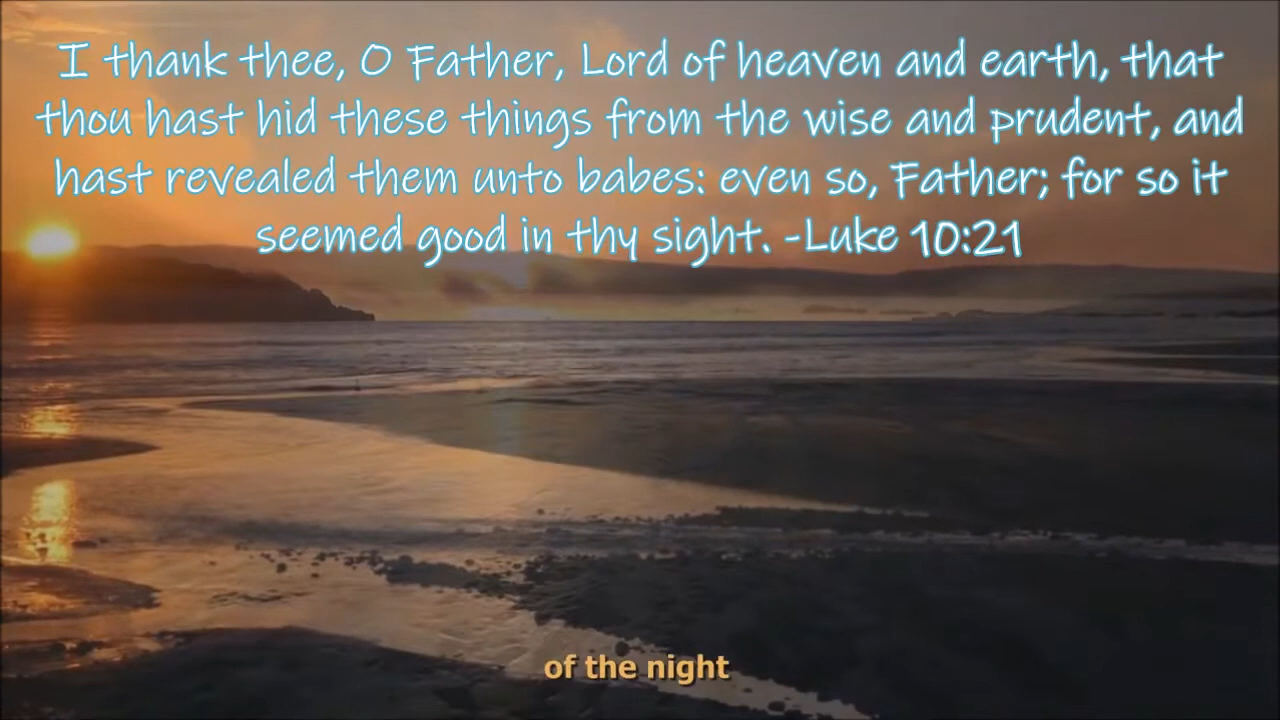 I thank thee, O Father, Lord of heaven and earth, that
thou hast hid these things from the wise and prudent, and
hast revealed them unto babes: even so, Father; for so it
seemed good in thy sight. -Luke 10:21
of the night